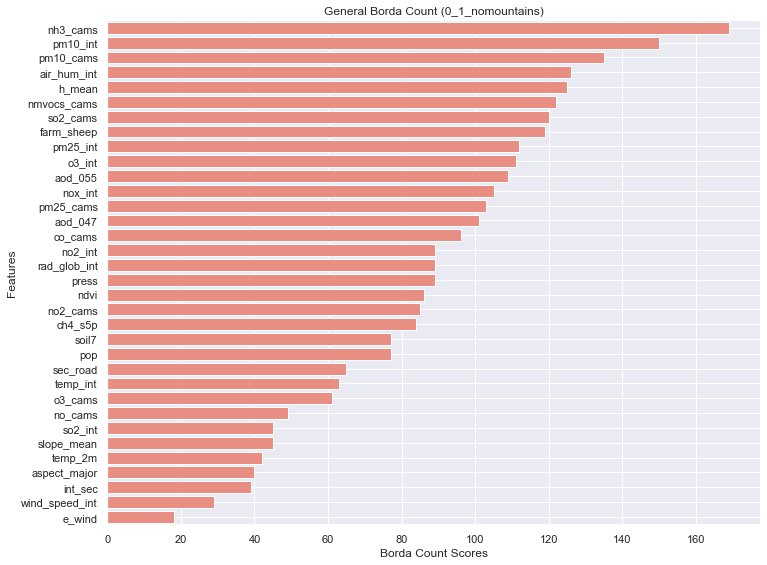 General Borda Count (0_1_nomountains)
Features
nh3_cams
pm10_int
pm10_cams
air_hum_int
h_mean
nmvocs_cams
so2_cams
farm_sheep
pm25_int
o3_int
aod_055
nox_int
pm25_cams
aod_047
co_cams
no2_int
rad_glob_int
press
ndvi
no2_cams
ch4_s5p
soil7
pop
sec_road
temp_int
o3_cams
no_cams
so2_int
slope_mean
temp_2m
aspect_major
int_sec
wind_speed_int
e_wind
0 20 40 60 80 100 120 140 160
Borda Count Scores